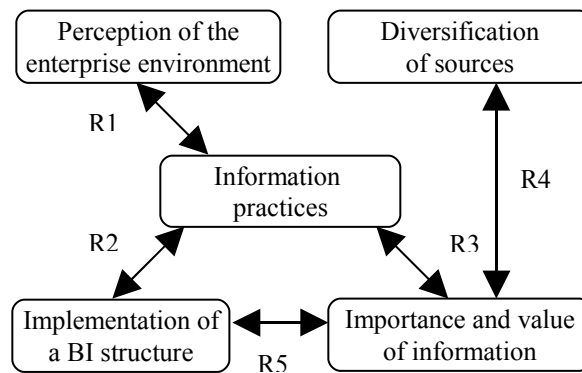 Perception of the
enterprise environment
Diversification
of sources
R1
R4
Information
practices
R2
R3
Implementation of
a BI structure
Importance and value
of information
R5